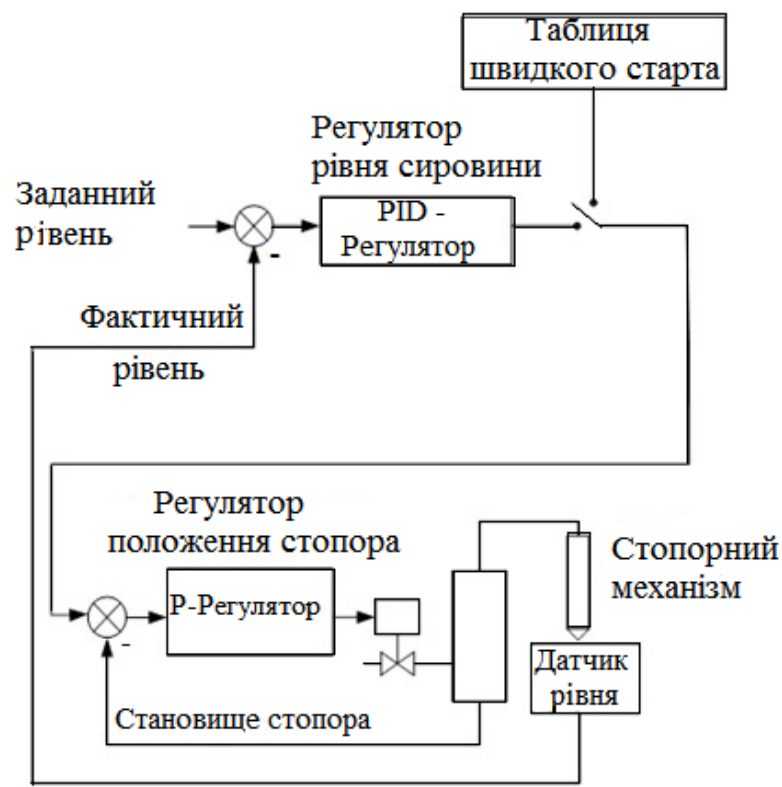 Таблиця
швидкого старта
Регулятор
рівня сировини
Заданний
рівень
PID -
Регулятор
-
Фактичний
рівень
Регулятор
положення стопора
Стопорний
механізм
Р-Регулятор
-
Датчик
рівня
Становище стопора